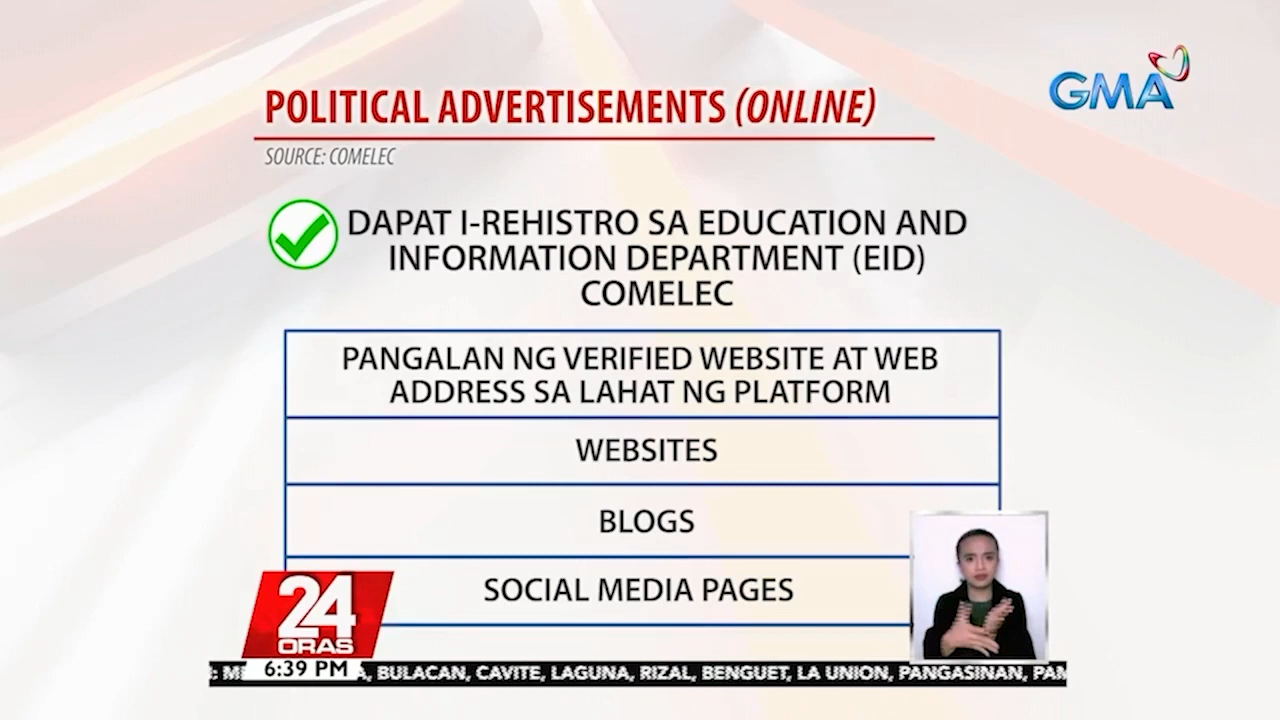 POLITICAL ADVERTISEMENTS (ONLINE)
GMA
SOURCE: COMELEC
DAPAT I-REHISTRO SA EDUCATION AND
INFORMATION DEPARTMENT (EID)
COMELEC
PANGALAN NG VERIFIED WEBSITE AT WEB
ADDRESS SA LAHAT NG PLATFORM
WEBSITES
BLOGS
SOCIAL MEDIA PAGES
24
ORAS
6:39 PM
BULACAN, CAVITE, LAGUNA, RIZAL, BENGUET, LA UNION, PANGASINAN,